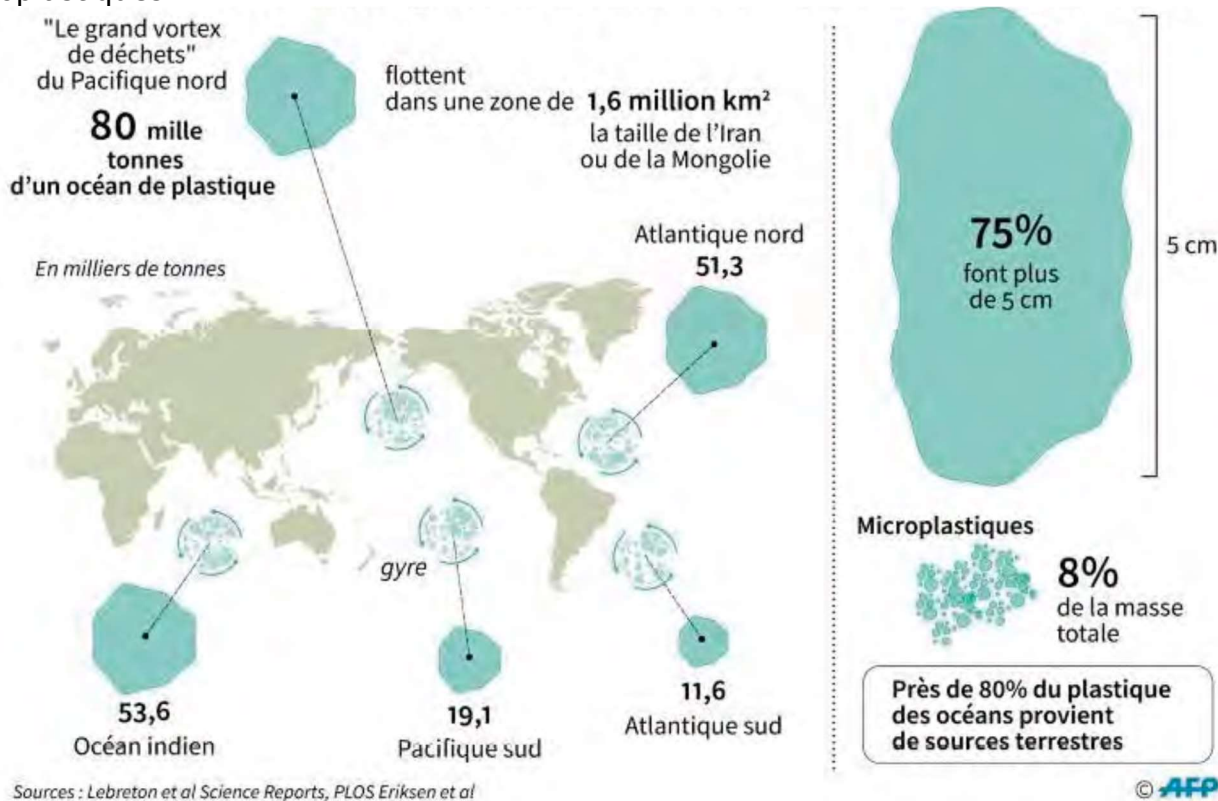 "Le grand vortex
de déchets"
du Pacifique nord
80 mille
tonnes
d'un océan de plastique
flottent
dans une zone de 1,6 million km²
la taille de l'Iran
ou de la Mongolie
En milliers de tonnes
Atlantique nord
51,3
gyre
53,6
Océan indien
19,1
Pacifique sud
11,6
Atlantique sud
75%
font plus
de 5 cm
5 cm
Microplastiques
8%
de la masse
totale
Près de 80% du plastique
des océans provient
de sources terrestres
Sources : Lebreton et al Science Reports, PLOS Eriksen et al
© AFP